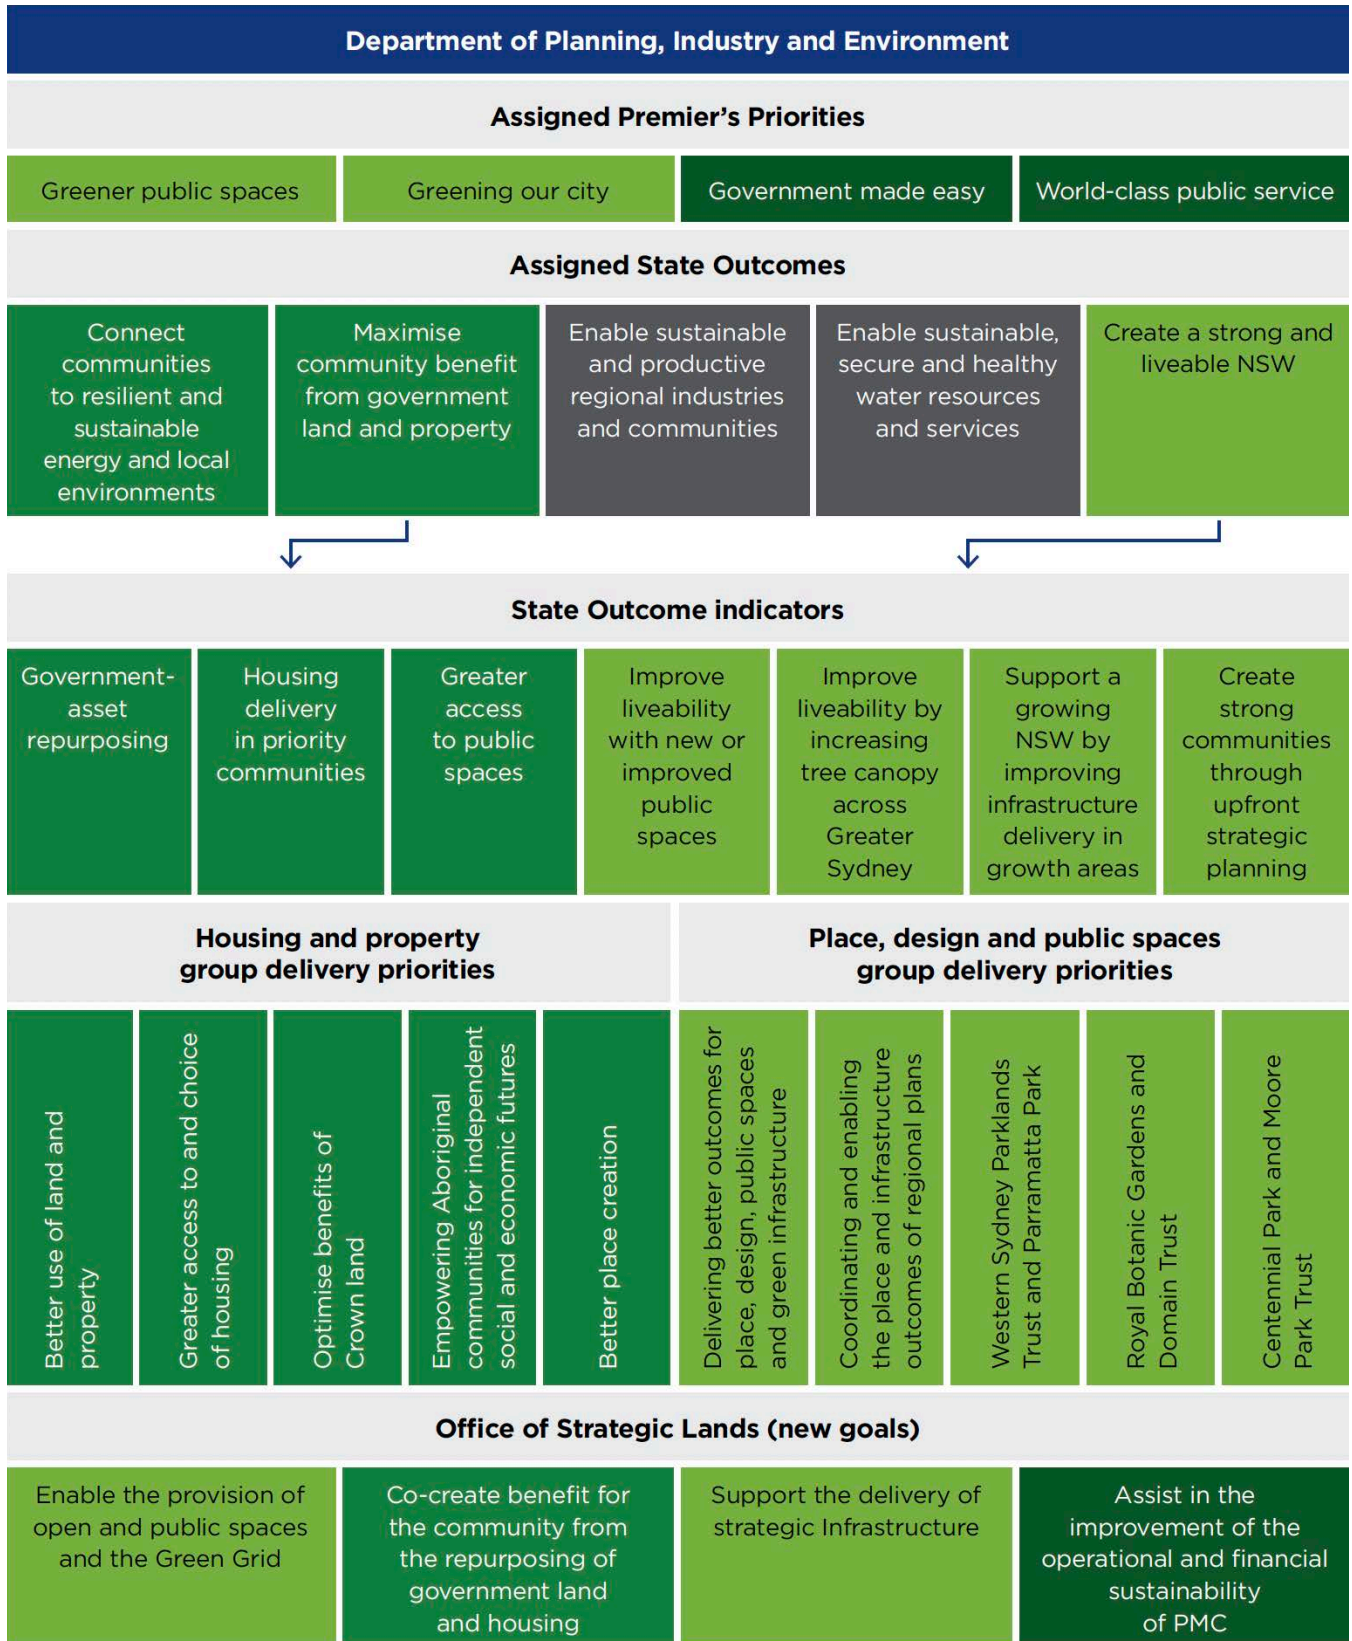 Department of Planning, Industry and Environment
Assigned Premier's Priorities
Greener public spaces
Greening our city
Government made easy
World-class public service
Assigned State Outcomes
Connect
communities
to resilient and
sustainable
energy and local
environments
Maximise
community benefit
from government
land and property
Enable sustainable
and productive
regional industries
and communities
Enable sustainable,
secure and healthy
water resources
and services
Create a strong and
liveable NSW
State Outcome indicators
Government-
asset
repurposing
Housing
delivery
in priority
communities
Greater
access
to public
spaces
Improve
liveability
with new or
improved
public
spaces
Improve
liveability by
increasing
tree canopy
across
Greater
Sydney
Support a
growing
NSW by
improving
infrastructure
delivery in
growth areas
Create
strong
communities
through
upfront
strategic
planning
Housing and property
group delivery priorities
Place, design and public spaces
group delivery priorities
Better use of land and
property
Greater access to and choice
of housing
Optimise benefits of
Crown land
Empowering Aboriginal
communities for independent
social and economic futures
Better place creation
Delivering better outcomes for
place, design, public spaces
and green infrastructure
Coordinating and enabling
the place and infrastructure
outcomes of regional plans
Western Sydney Parklands
Trust and Parramatta Park
Royal Botanic Gardens and
Domain Trust
Centennial Park and Moore
Park Trust
Office of Strategic Lands (new goals)
Enable the provision of
open and public spaces
and the Green Grid
Co-create benefit for
the community from
the repurposing of
government land
and housing
Support the delivery of
strategic Infrastructure
Assist in the
improvement of the
operational and financial
sustainability
of PMC